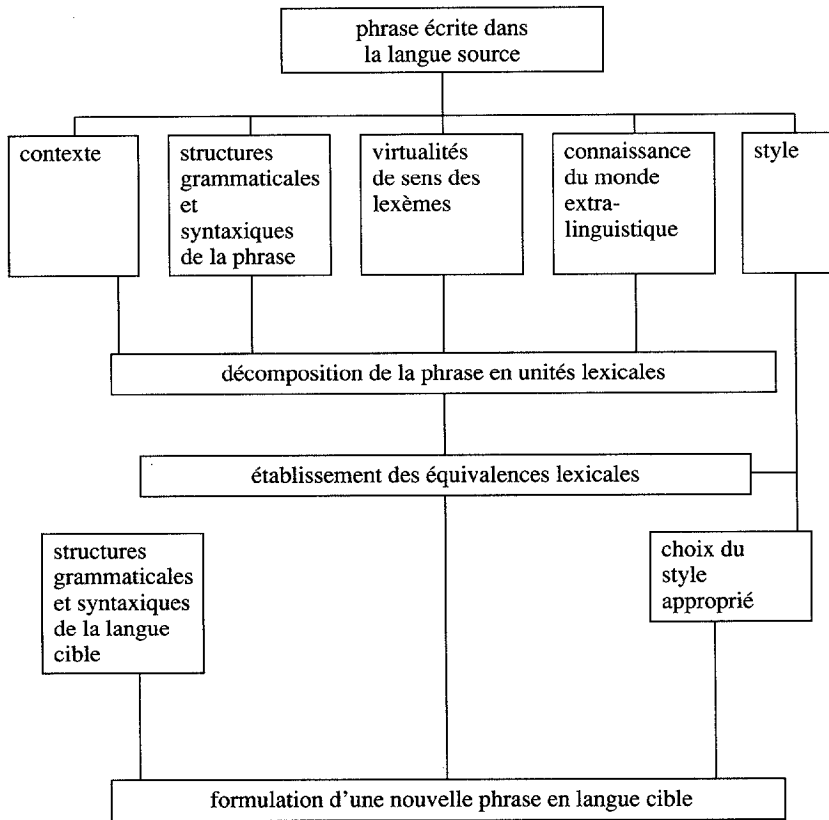 phrase écrite dans
la langue source
contexte
structures
grammaticales
et
syntaxiques
de la phrase
virtualités
de sens des
lexèmes
connaissance
du monde
extra-
linguistique
style
décomposition de la phrase en unités lexicales
établissement des équivalences lexicales
structures
grammaticales
et syntaxiques
de la langue
cible
choix du
style
approprié
formulation d'une nouvelle phrase en langue cible